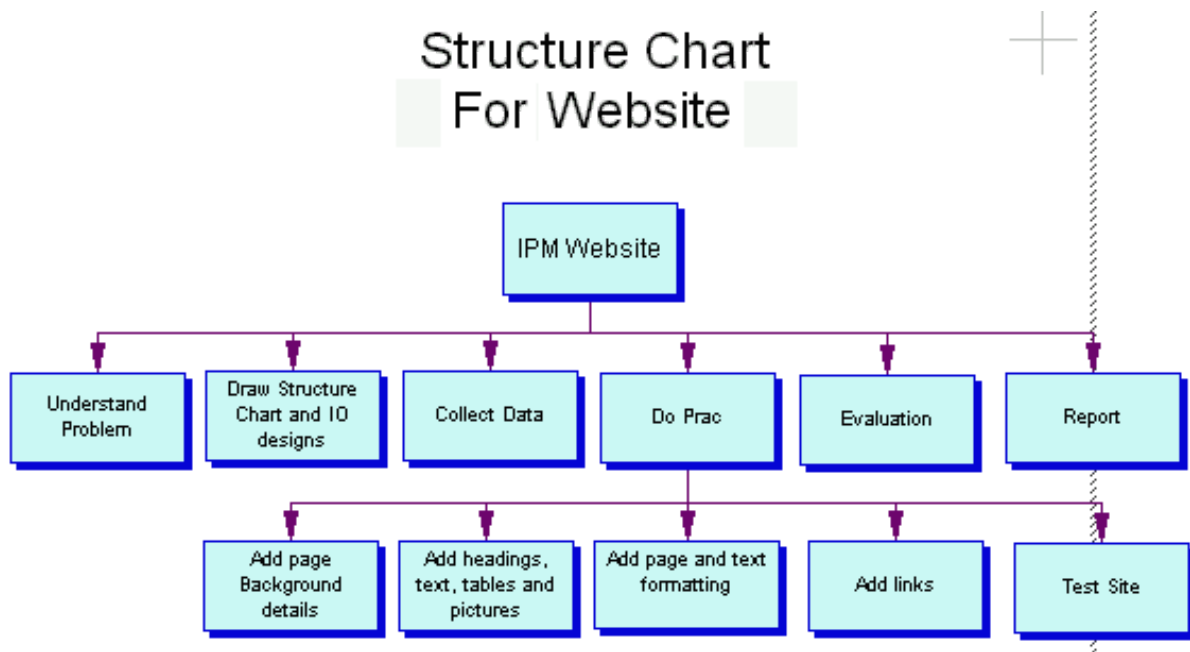 Structure Chart
For Website
IPM Website
Understand
Problem
Draw Structure
Chart and IO
designs
Collect Data
Do Prac
Evaluation
Report
Add page
Background
details
Add headings,
text, tables and
pictures
Add page and text
formatting
Add links
Test Site